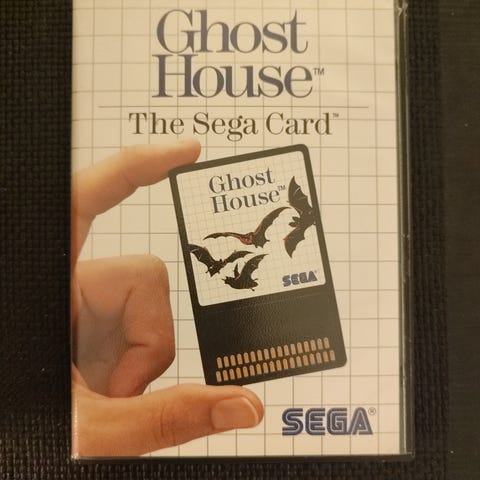 Ghost
House™
The Sega Card™
Ghost
House™
SEGA
SEGA®